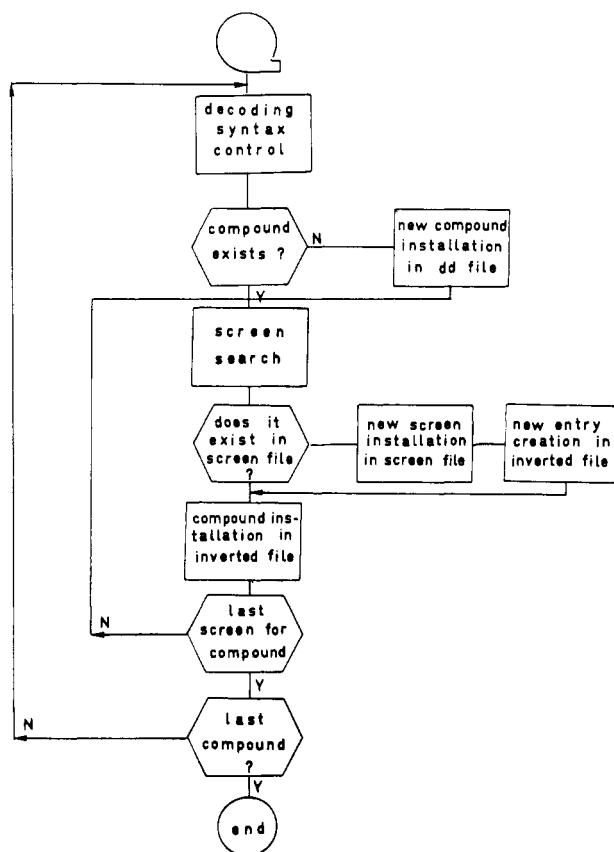 decoding
syntax
control
compound
exists ?
N
new compound
installation
in dd file
Y
screen
search
does it
exist in
screen file
?
new screen
installation
in screen file
new entry
creation in
inverted file
compound ins-
tallation in
inverted file
last
screen for
compound
N
Y
last
compound
?
N
Y
end